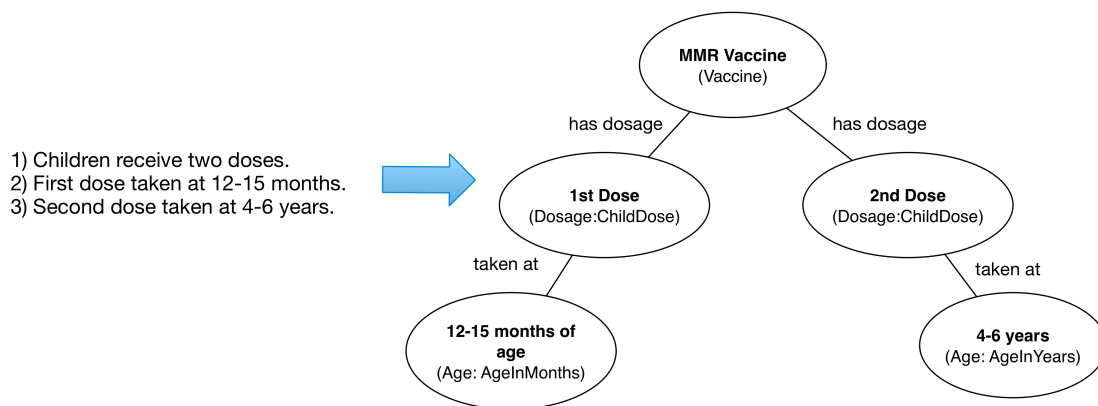 1) Children receive two doses.
2) First dose taken at 12-15 months.
3) Second dose taken at 4-6 years.
MMR Vaccine
(Vaccine)
has dosage
has dosage
1st Dose
(Dosage:ChildDose)
2nd Dose
(Dosage:ChildDose)
taken at
taken at
12-15 months of
age
(Age: AgeInMonths)
4-6 years
(Age: AgeInYears)